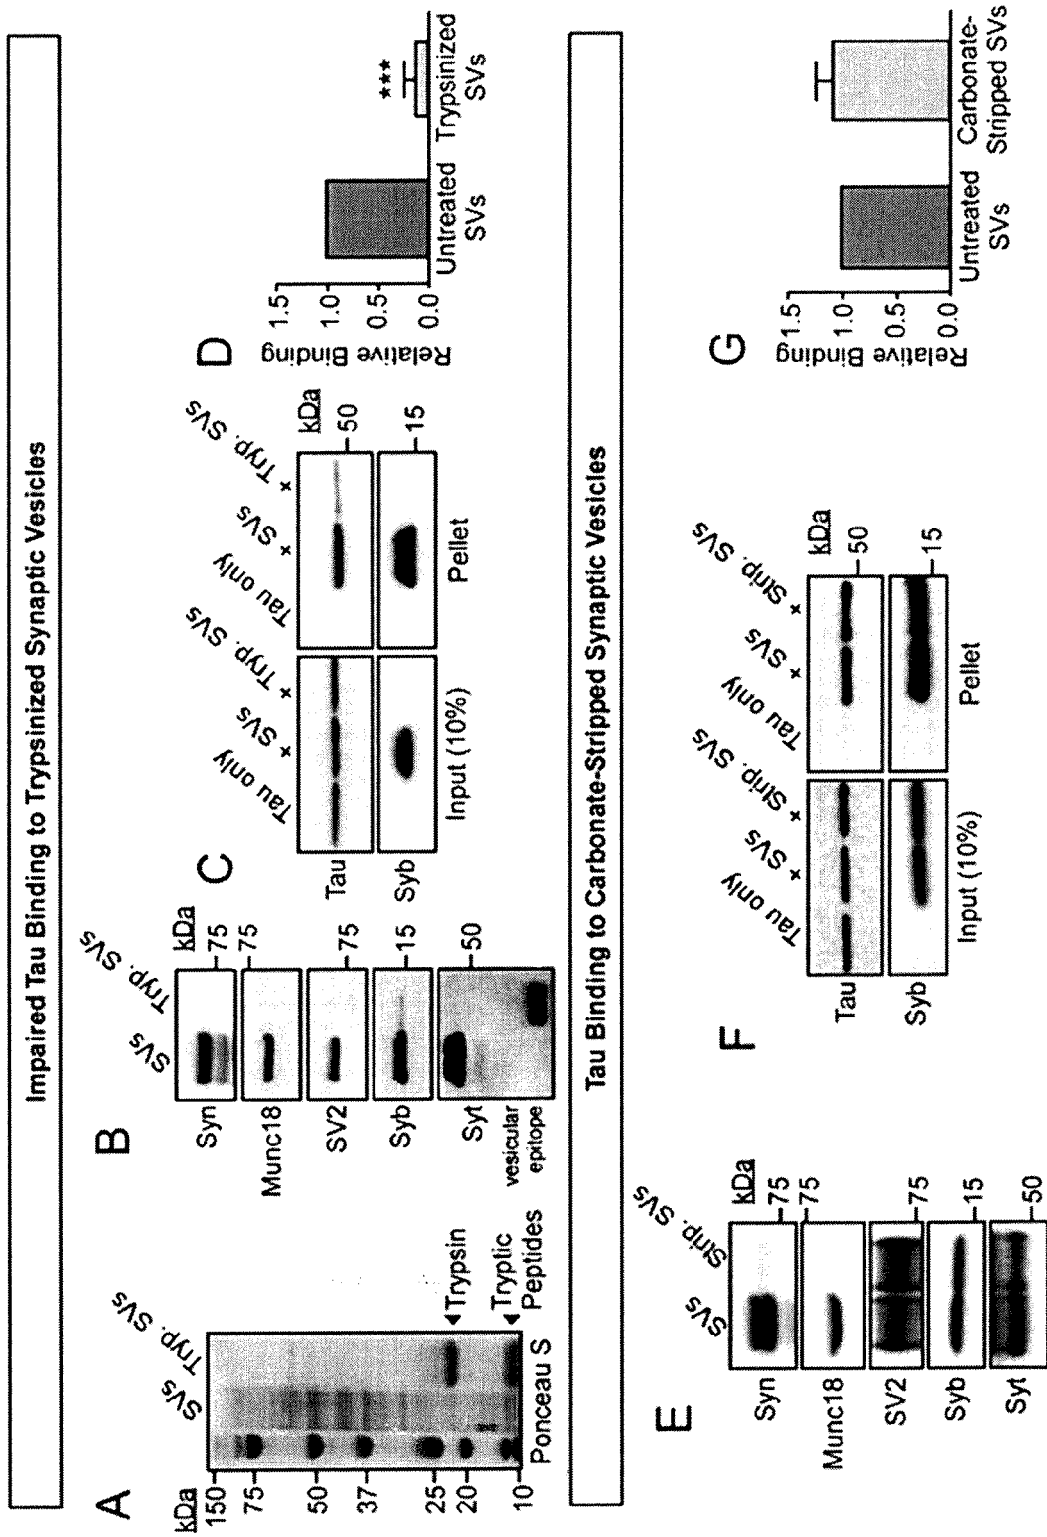 Impaired Tau Binding to Trypsinized Synaptic Vesicles
A
kDa
150
75
50
37
25
20
10
SVs
Tryp. SVs
Trypsin
Tryptic
Peptides
Ponceau S
B
SVs
Tryp. SVs
kDa
Syn
75
Munc18
75
SV2
75
Syb
15
Syt
50
vesicular
epitope
C
Tau only
+ SVs
+ Tryp. SVs
Tau only
+ SVs
+ Tryp. SVs
kDa
Tau
50
Syb
15
Input (10%)
Pellet
D
Relative Binding
1.5
1.0
0.5
0.0
***
Untreated
SVs
Trypsinized
SVs
Tau Binding to Carbonate-Stripped Synaptic Vesicles
E
SVs
Strip. SVs
kDa
Syn
75
Munc18
75
SV2
75
Syb
15
Syt
50
F
Tau only
+ SVs
+ Strip. SVs
Tau only
+ SVs
+ Strip. SVs
kDa
Tau
50
Syb
15
Input (10%)
Pellet
G
Relative Binding
1.5
1.0
0.5
0.0
Untreated
SVs
Carbonate-
Stripped SVs